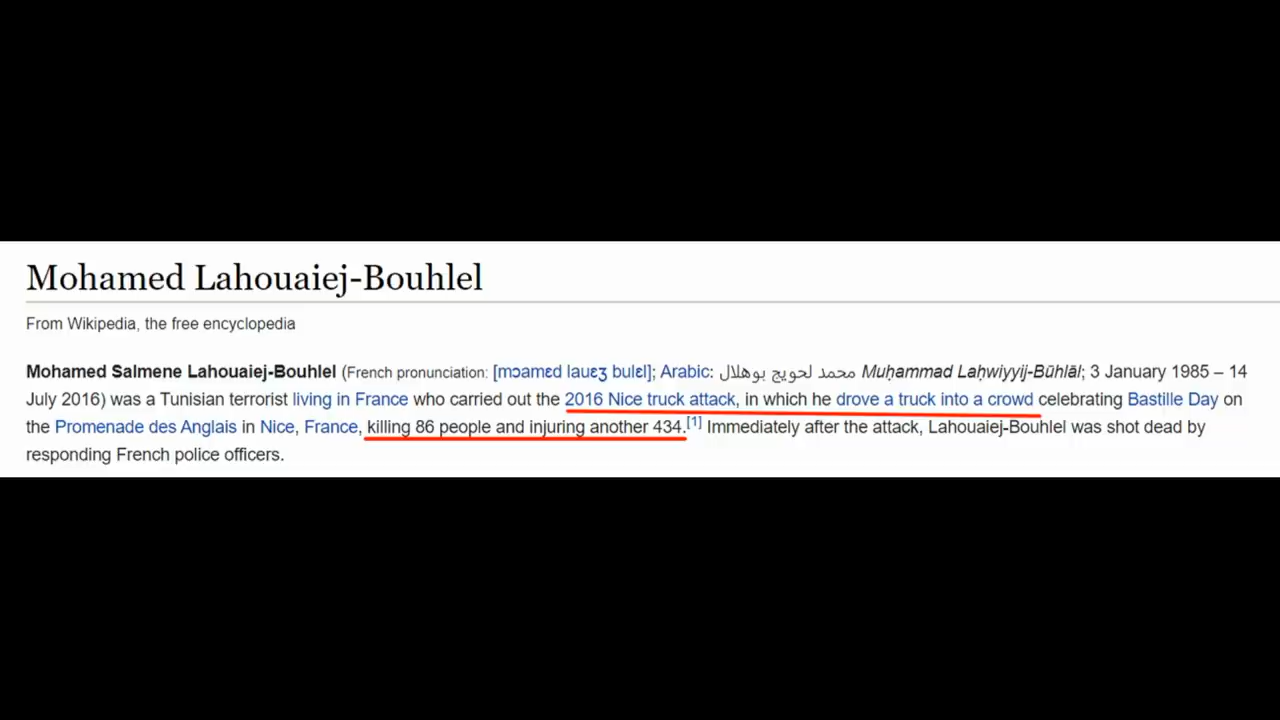 Mohamed Lahouaiej-Bouhlel
From Wikipedia, the free encyclopedia
Mohamed Salmene Lahouaiej-Bouhlel (French pronunciation: [mɔamɛd lauɛʒ bulɛl]; Arabic: محمد لحويج بوهلال Muḥammad Laḥwiyyij-Būhlāl; 3 January 1985 – 14
July 2016) was a Tunisian terrorist living in France who carried out the 2016 Nice truck attack, in which he drove a truck into a crowd celebrating Bastille Day on
the Promenade des Anglais in Nice, France, killing 86 people and injuring another 434.[1] Immediately after the attack, Lahouaiej-Bouhlel was shot dead by
responding French police officers.